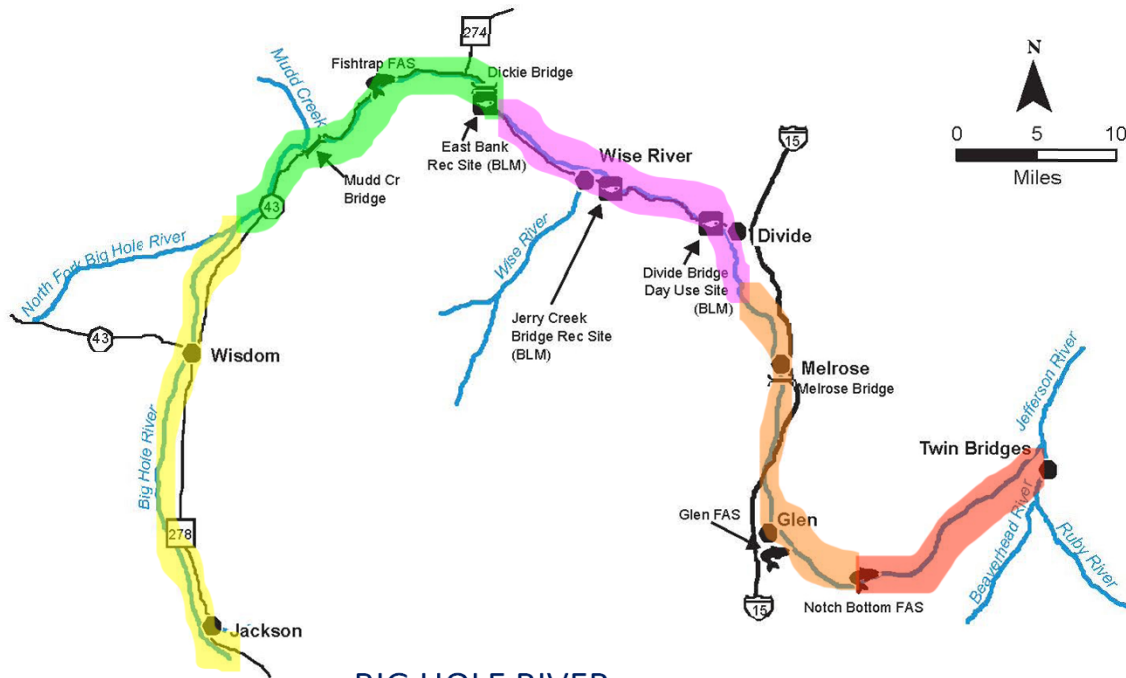 274
Fishtrap FAS
Dickie Bridge
Mudd Creek
N
15
0 5 10
Miles
East Bank
Rec Site (BLM)
Wise River
Mudd Cr
Bridge
43
North Fork Big Hole River
Wise River
Divide
Divide Bridge
Day Use Site
(BLM)
Jerry Creek
Bridge Rec Site
(BLM)
43
Wisdom
Melrose
Melrose Bridge
Big Hole River
Jefferson River
Twin Bridges
278
Glen FAS
Glen
Beaverhead River
Ruby River
Notch Bottom FAS
15
Jackson
BIG HOLE RIVER